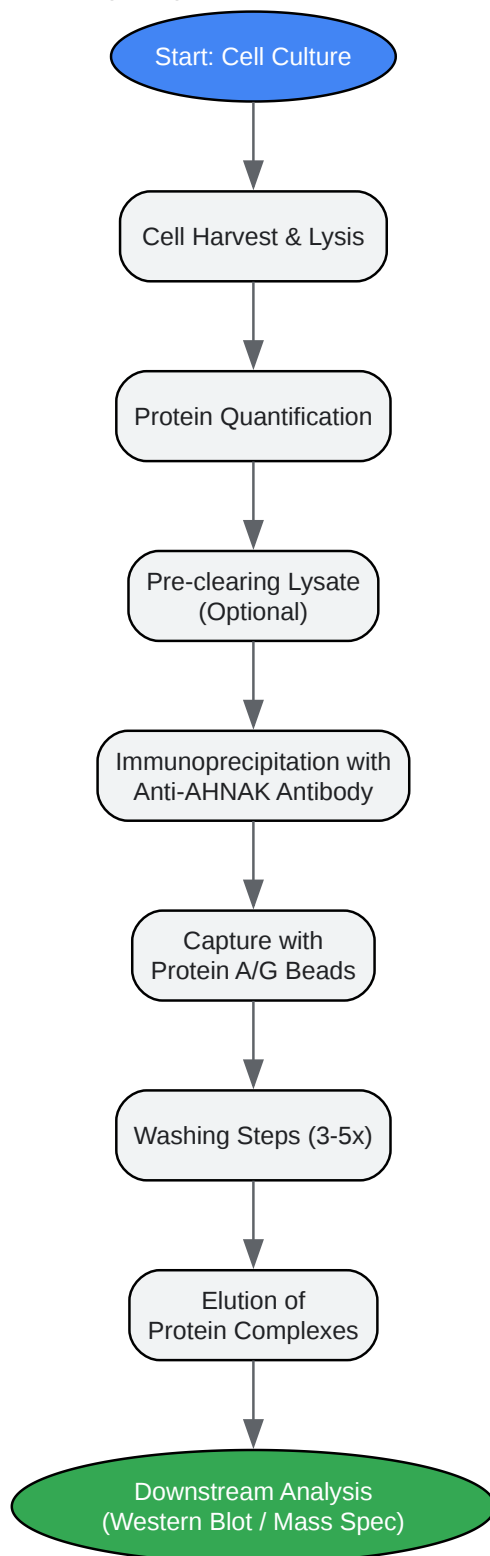 Start: Cell Culture
Cell Harvest & Lysis
Protein Quantification
Pre-clearing Lysate
(Optional)
Immunoprecipitation with
Anti-AHNAK Antibody
Capture with
Protein A/G Beads
Washing Steps (3-5x)
Elution of
Protein Complexes
Downstream Analysis
(Western Blot / Mass Spec)